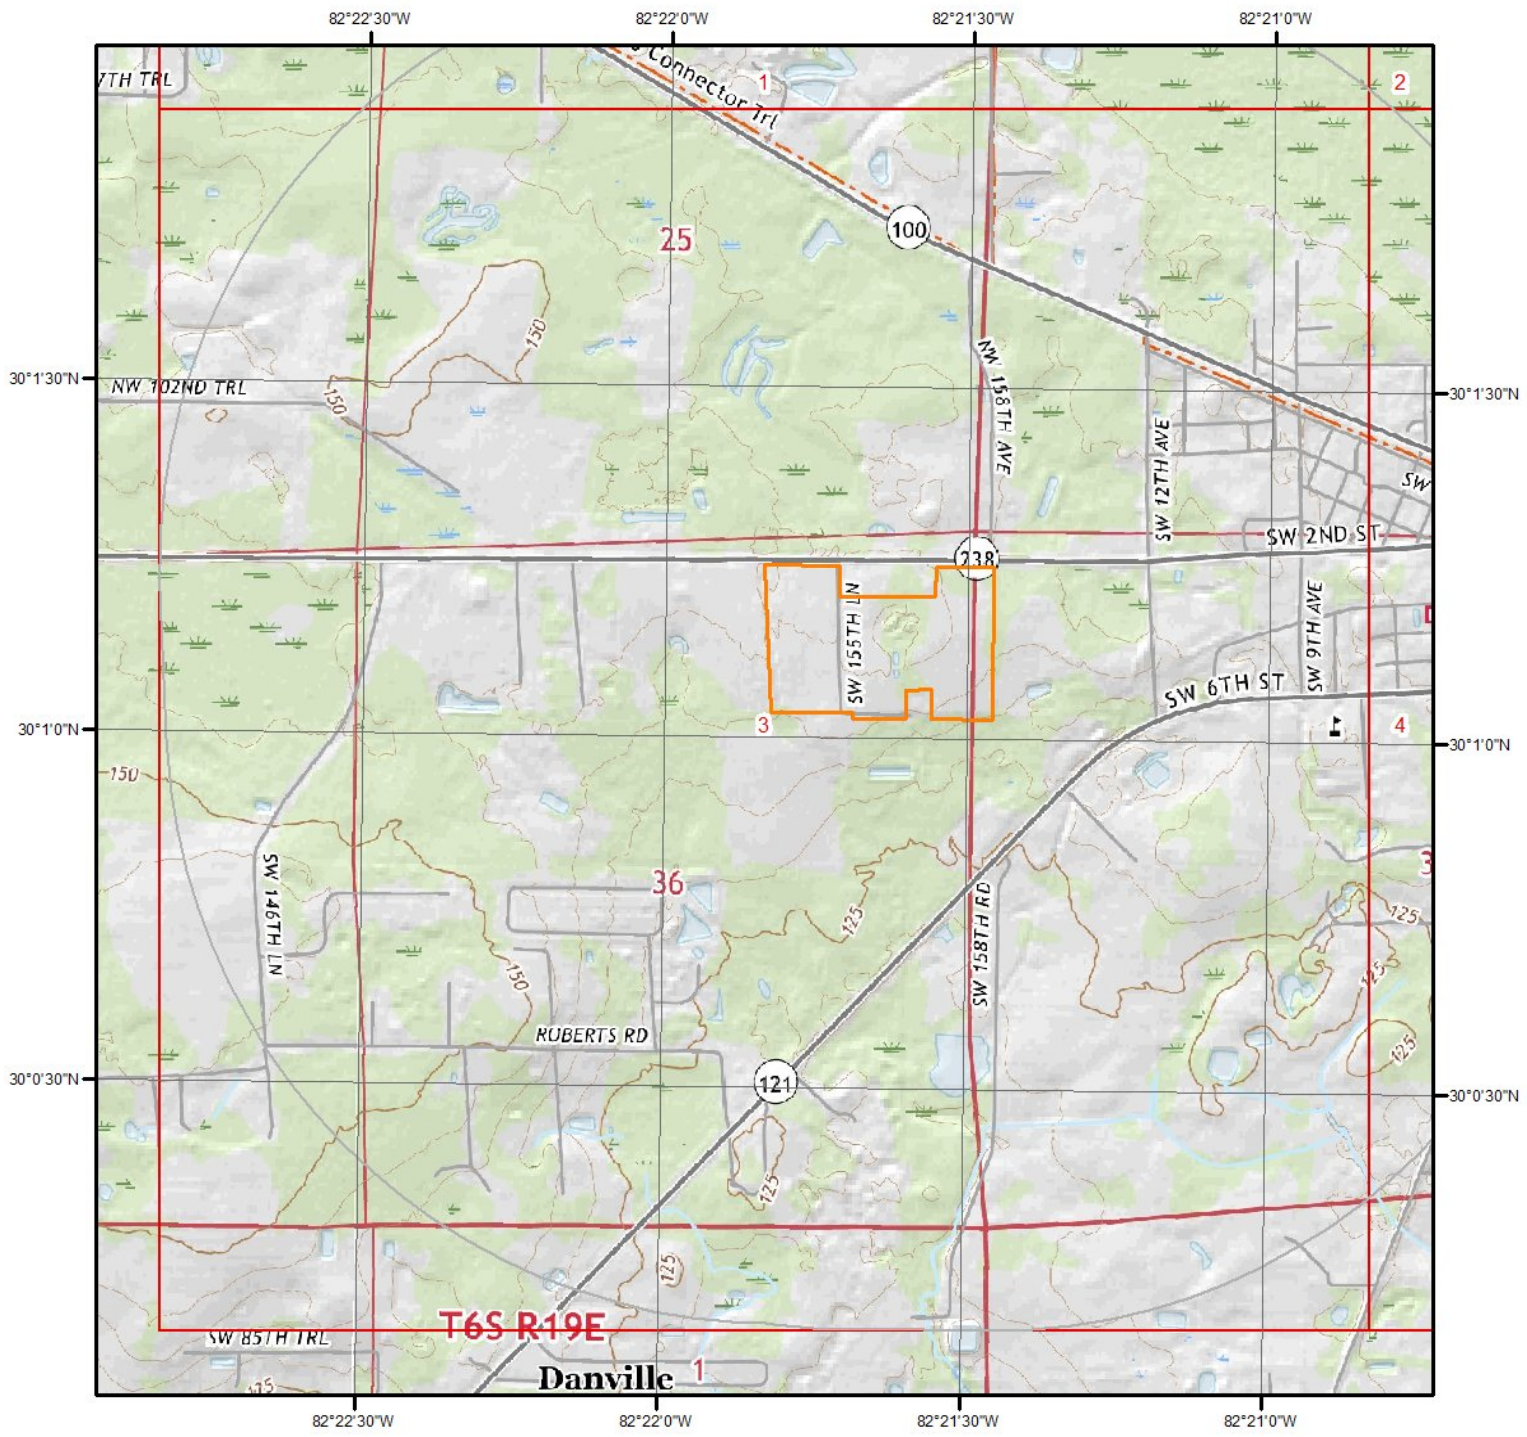 82°22'30"W
82°22'0"W
82°21'30"W
82°21'0"W
7TH TRL
Connector Trl
1
2
100
25
150
30°1'30"N
NW 102ND TRL
150
NW 158TH AVE
30°1'30"N
SW 12TH AVE
SW
SW 2ND ST
238
SW 155TH LN
SW 9TH AVE
SW 6TH ST
30°1'0"N
3
4
30°1'0"N
150
SW 146TH LN
36
3
125
125
SW 158TH RD
150
125
ROBERTS RD
125
30°0'30"N
121
30°0'30"N
125
125
T6S R19E
SW 85TH TRL
Danville
1
125
82°22'30"W
82°22'0"W
82°21'30"W
82°21'0"W